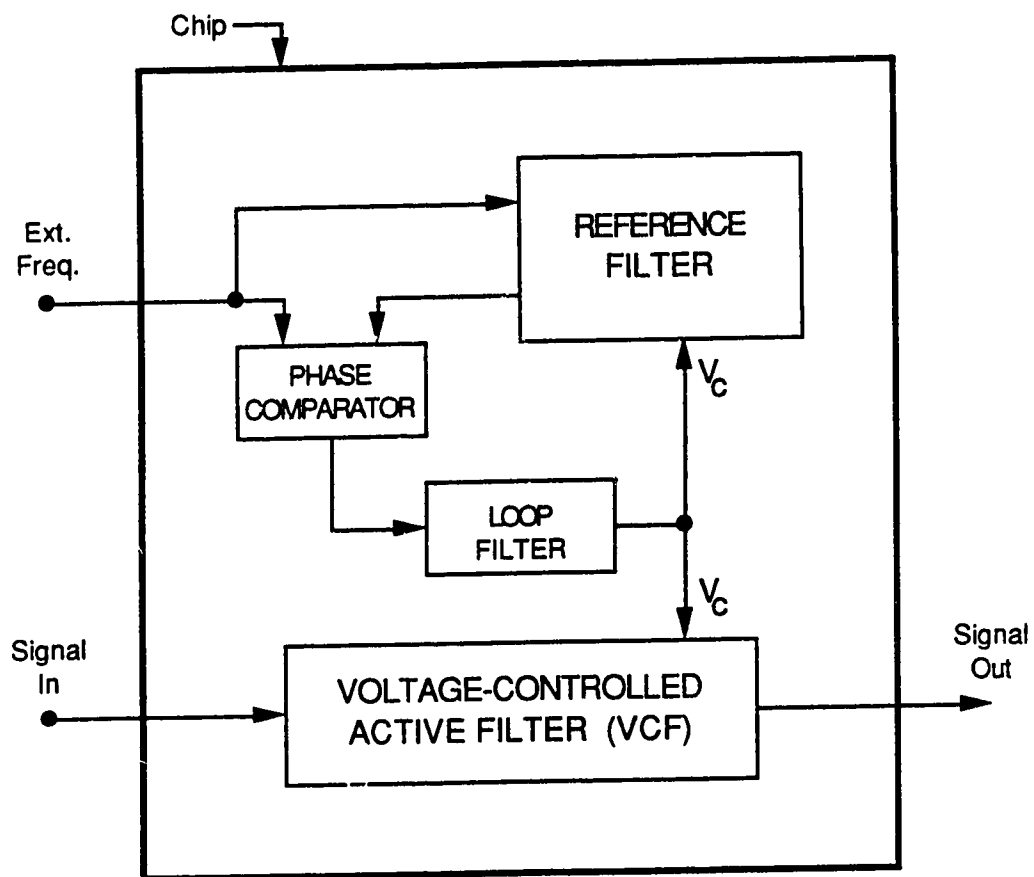 Chip
REFERENCE
FILTER
Ext.
Freq.
PHASE
COMPARATOR
V_C
LOOP
FILTER
V_C
Signal
In
VOLTAGE-CONTROLLED
ACTIVE FILTER (VCF)
Signal
Out